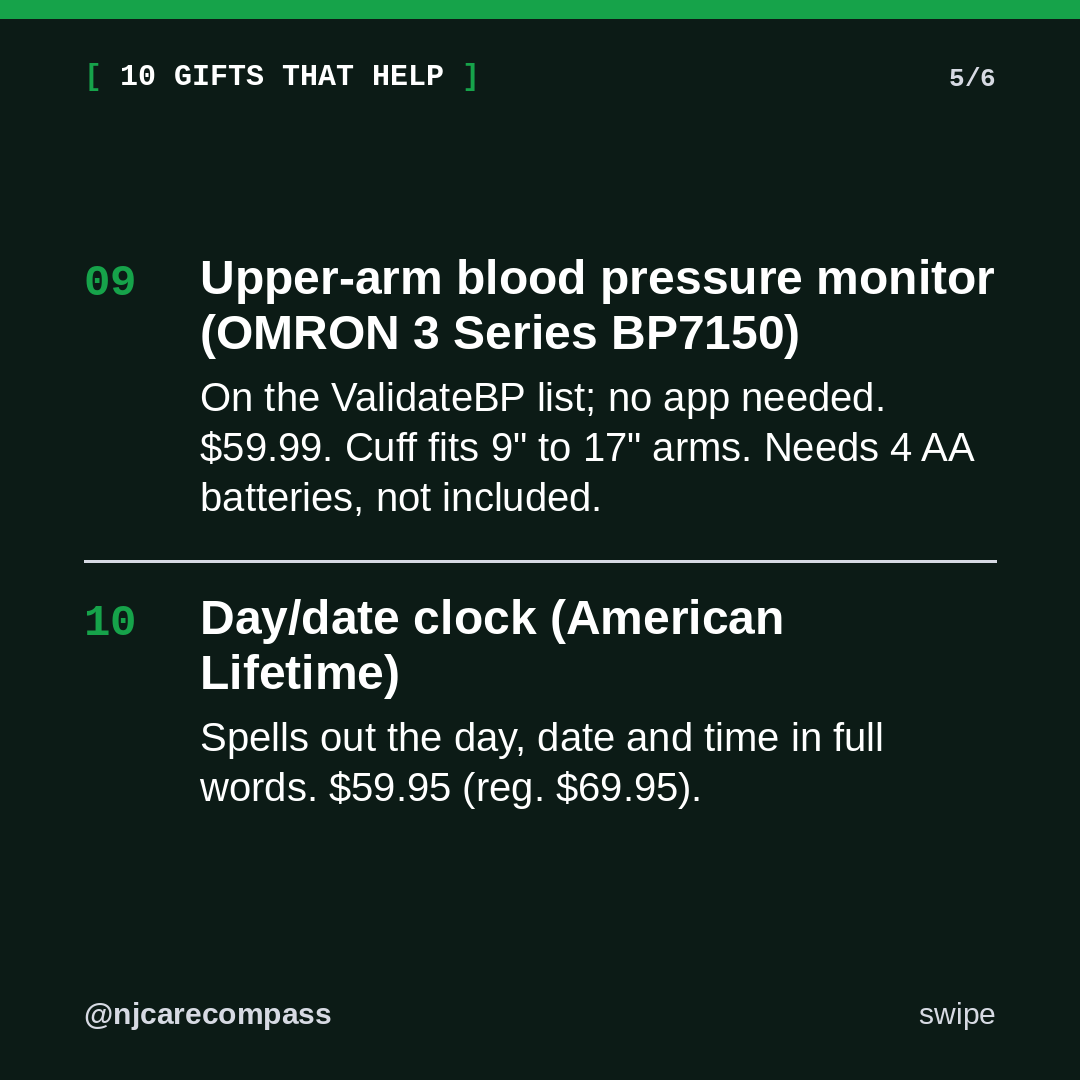 [ 10 GIFTS THAT HELP ]
5/6
09
Upper-arm blood pressure monitor
(OMRON 3 Series BP7150)
On the ValidateBP list; no app needed.
$59.99. Cuff fits 9" to 17" arms. Needs 4 AA
batteries, not included.
10
Day/date clock (American
Lifetime)
Spells out the day, date and time in full
words. $59.95 (reg. $69.95).
@njcarecompass
swipe